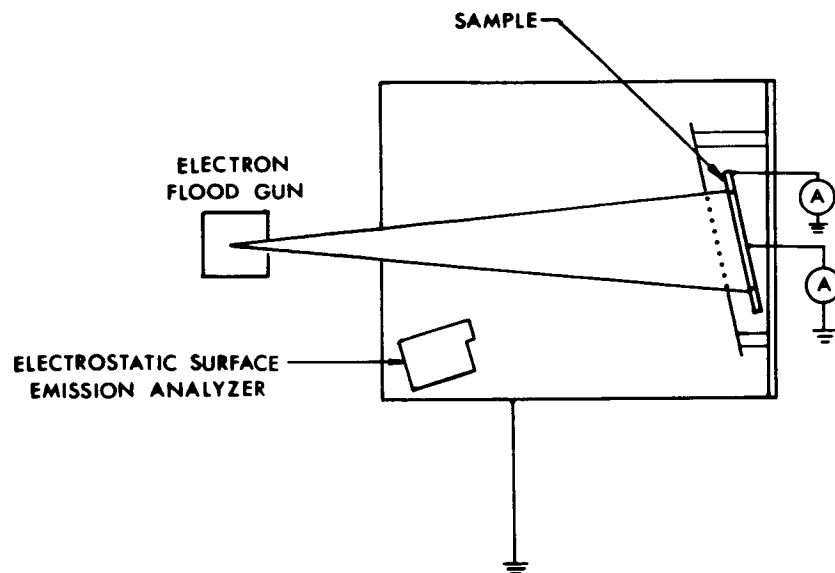 SAMPLE
ELECTRON
FLOOD GUN
A
A
ELECTROSTATIC SURFACE
EMISSION ANALYZER